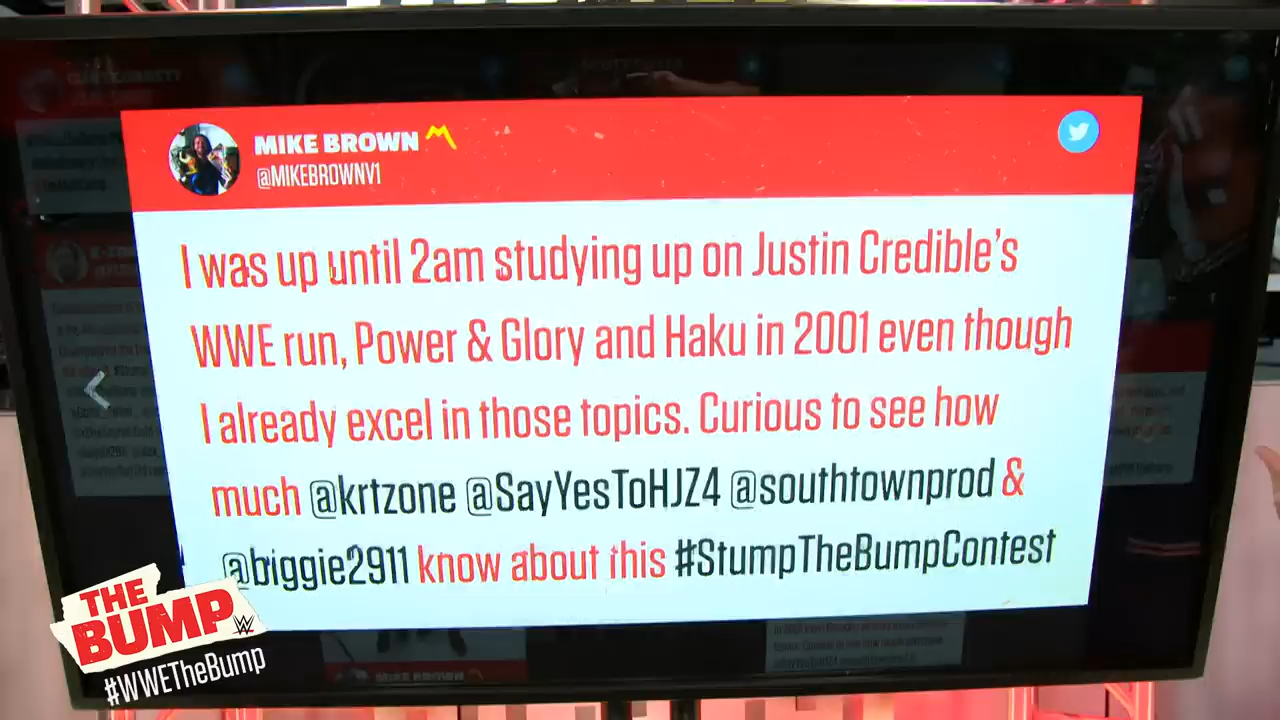 MIKE BROWN
@MIKEBROWNV1
I was up until 2am studying up on Justin Credible's
WWE run, Power & Glory and Haku in 2001 even though
I already excel in those topics. Curious to see how
much @krtzone @SayYesToHJZ4 @southtownprod &
@biggie2911 know about this #StumpTheBumpContest
THE
BUMP
#WWETheBump
MIKE BROWN